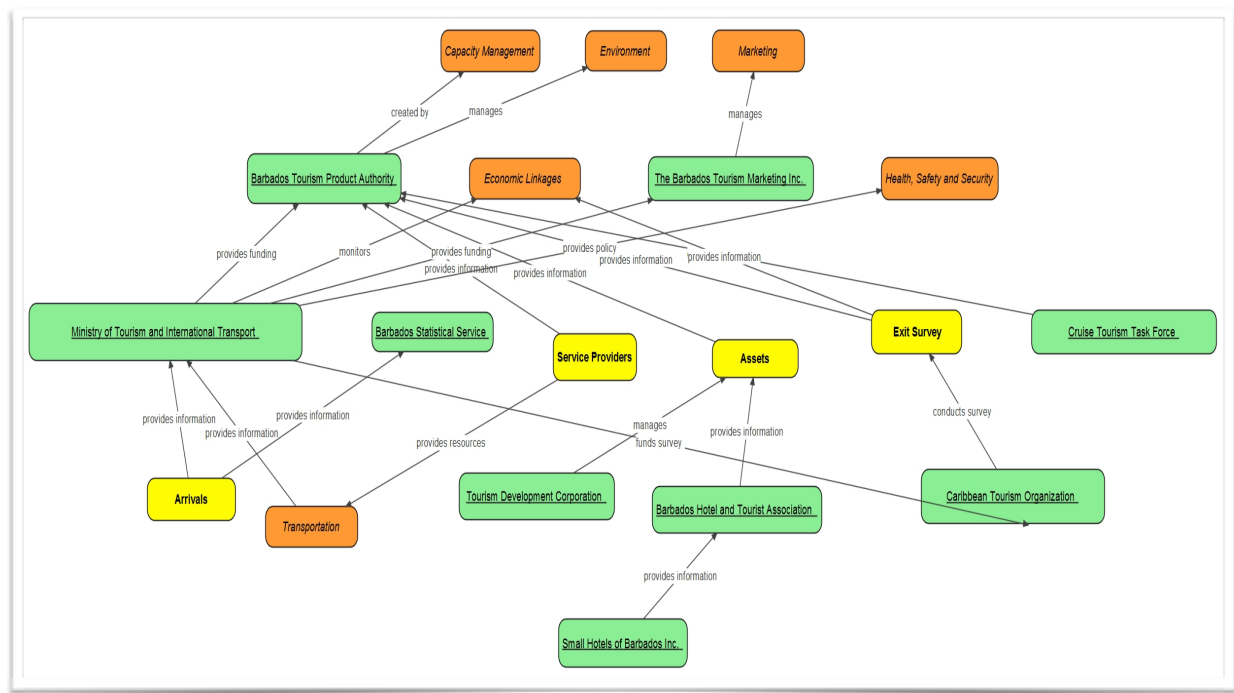 Capacity Management
Environment
Marketing
created by
manages
manages
Barbados Tourism Product Authority
Economic Linkages
The Barbados Tourism Marketing Inc.
Health, Safety and Security
provides funding
monitors
provides funding
provides policy
provides information
provides information
provides information
provides information
Ministry of Tourism and International Transport
Barbados Statistical Service
Service Providers
Assets
Exit Survey
Cruise Tourism Task Force
provides information
provides information
provides information
provides resources
manages
funds survey
provides information
conducts survey
Arrivals
Transportation
Tourism Development Corporation
Barbados Hotel and Tourist Association
Caribbean Tourism Organization
provides information
Small Hotels of Barbados Inc.